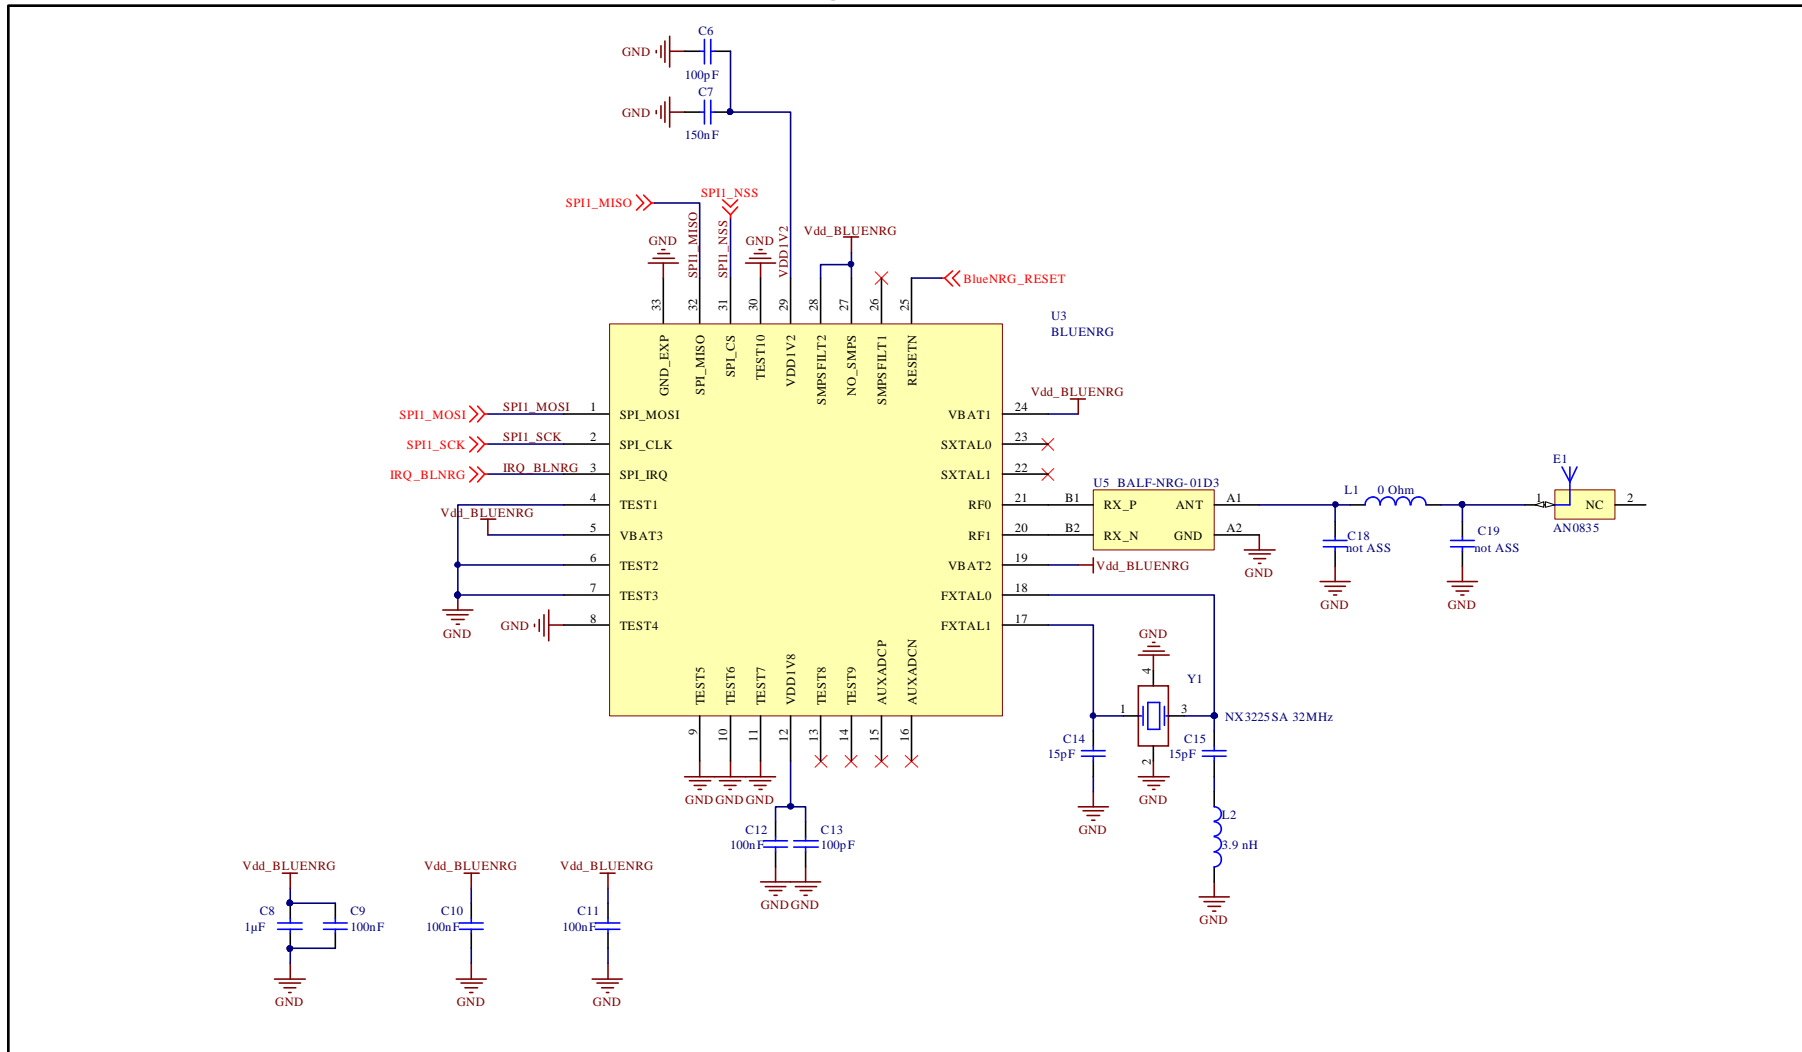 C6
GND
100pF
C7
GND
150nF
SPI1_NSS
SPI1_MISO
SPI1_MISO
SPI1_NSS
VDD1V2
GND
GND
Vdd_BLUENRG
BlueNRG_RESET
33
32
31
30
29
28
27
26
25
U3
BLUENRG
GND_EXP
SPI_MISO
SPI_CS
TEST10
VDD1V2
SMPSFILT2
NO_SMPS
SMPSFILT1
RESETN
Vdd_BLUENRG
SPI1_MOSI
SPI1_MOSI
1
SPI_MOSI
VBAT1
24
SPI1_SCK
SPI1_SCK
2
SPI_CLK
SXTAL0
23
IRQ_BLNRG
IRQ_BLNRG
3
SPI_IRQ
SXTAL1
22
U5 BALF-NRG-01D3
L1
0 Ohm
E1
4
TEST1
RF0
21
B1
RX_P
ANT
A1
1
NC
2
Vdd_BLUENRG
AN0835
5
VBAT3
RF1
20
B2
RX_N
GND
A2
C18
not ASS
C19
not ASS
6
TEST2
VBAT2
19
Vdd_BLUENRG
GND
7
TEST3
FXTAL0
18
GND
GND
GND
GND
8
TEST4
FXTAL1
17
GND
4
Y1
TEST5
TEST6
TEST7
VDD1V8
TEST8
TEST9
AUXADCP
AUXADCN
1
3
NX3225SA 32MHz
9
10
11
12
13
14
15
16
C14
15pF
C15
15pF
2
GND
GND
GND
GND
GND
L2
3.9 nH
C12
100nF
C13
100pF
GND
GND
GND
Vdd_BLUENRG
Vdd_BLUENRG
Vdd_BLUENRG
C8
1µF
C9
100nF
C10
100nF
C11
100nF
GND
GND
GND